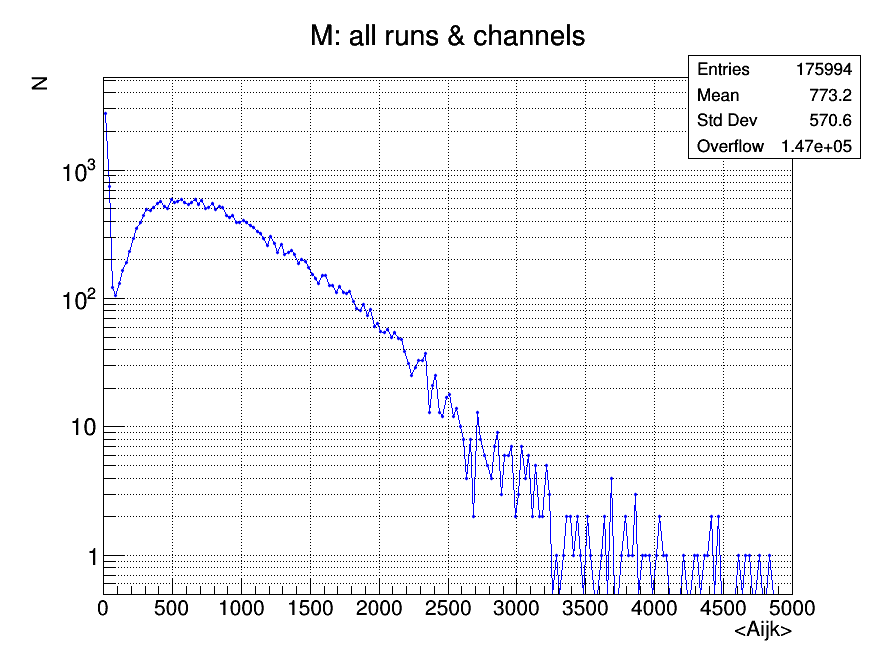 M: all runs & channels
N
Entries 175994
Mean 773.2
Std Dev 570.6
Overflow 1.47e+05
10³
10²
10
1
0 500 1000 1500 2000 2500 3000 3500 4000 4500 5000
<Aijk>